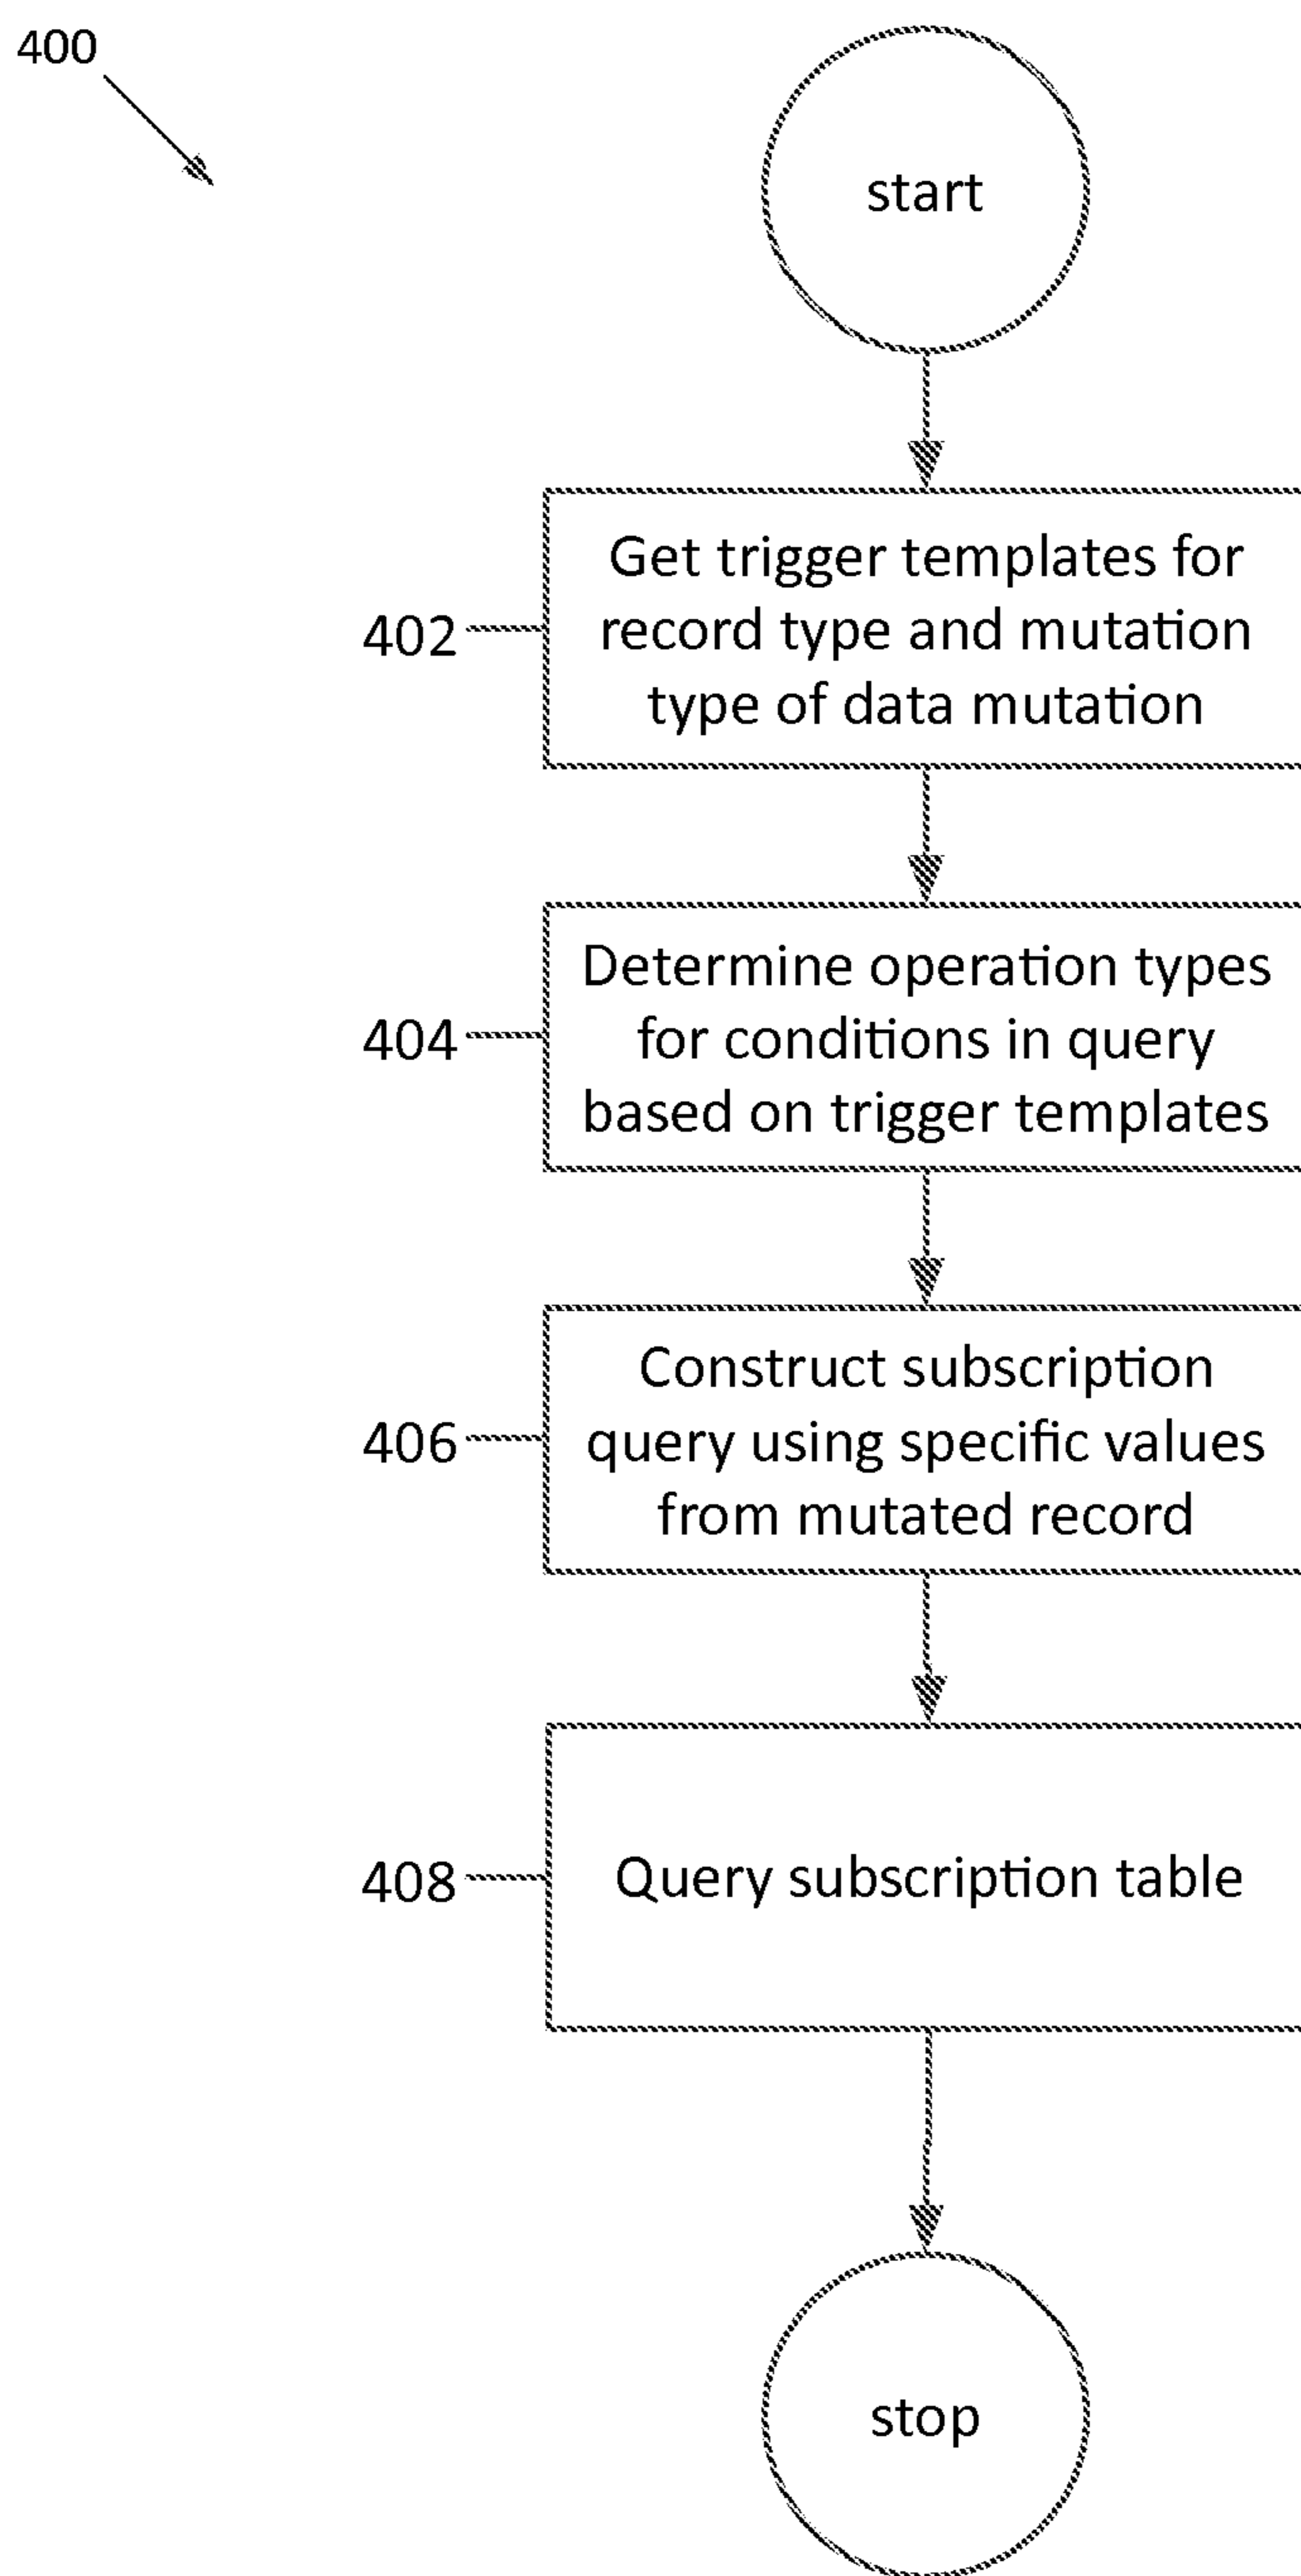 400
start
402
Get trigger templates for
record type and mutation
type of data mutation
404
Determine operation types
for conditions in query
based on trigger templates
406
Construct subscription
query using specific values
from mutated record
408
Query subscription table
stop